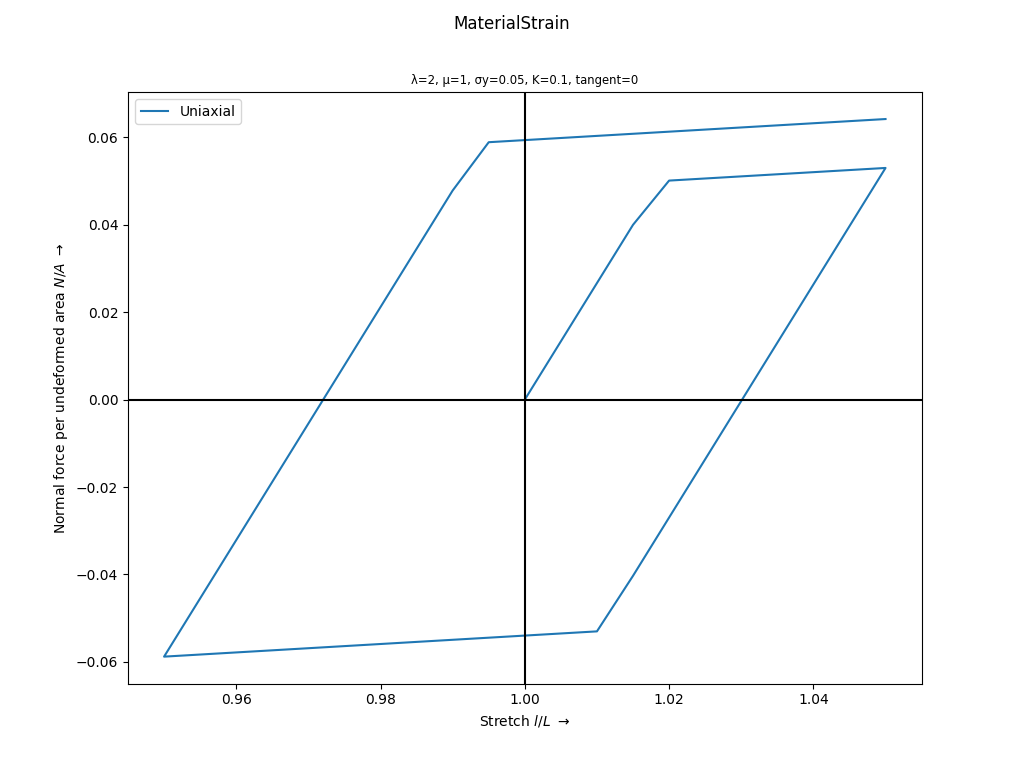 MaterialStrain
λ=2, μ=1, σy=0.05, K=0.1, tangent=0
Uniaxial
0.06
0.04
0.02
0.00
−0.02
−0.04
−0.06
Normal force per undeformed area N/A →
0.96 0.98 1.00 1.02 1.04
Stretch l/L →